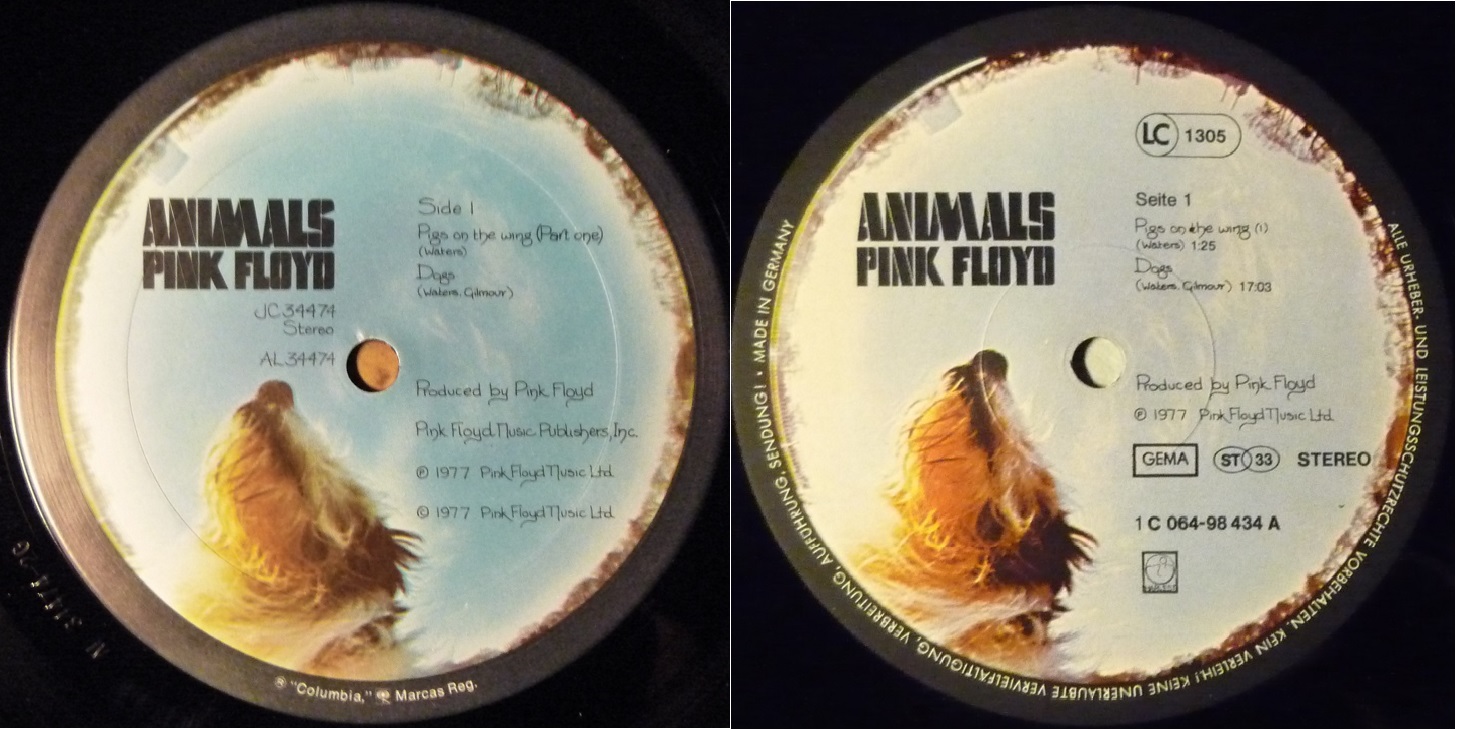 ANIMALS
PINK FLOYD
JC 34474
Stereo
AL 34474
Side 1
Pigs on the wing (Part one)
(Waters)
Dogs
(Waters. Gilmour)
Produced by Pink Floyd
Pink Floyd Music Publishers, Inc.
℗ 1977 Pink Floyd Music Ltd.
© 1977 Pink Floyd Music Ltd.
® "Columbia," Marcas Reg.
ANIMALS
PINK FLOYD
LC 1305
Seite 1
Pigs on the wing (1)
(Waters) 1:25
Dogs
(Waters. Gilmour) 17:03
Produced by Pink Floyd
℗ 1977 Pink Floyd Music Ltd.
GEMA ST 33 STEREO
1 C 064-98 434 A
ALLE URHEBER- UND LEISTUNGSSCHUTZRECHTE VORBEHALTEN. KEIN VERLEIH! KEINE UNERLAUBTE VERVIELFÄLTIGUNG, VERBREITUNG, AUFFÜHRUNG, SENDUNG! • MADE IN GERMANY